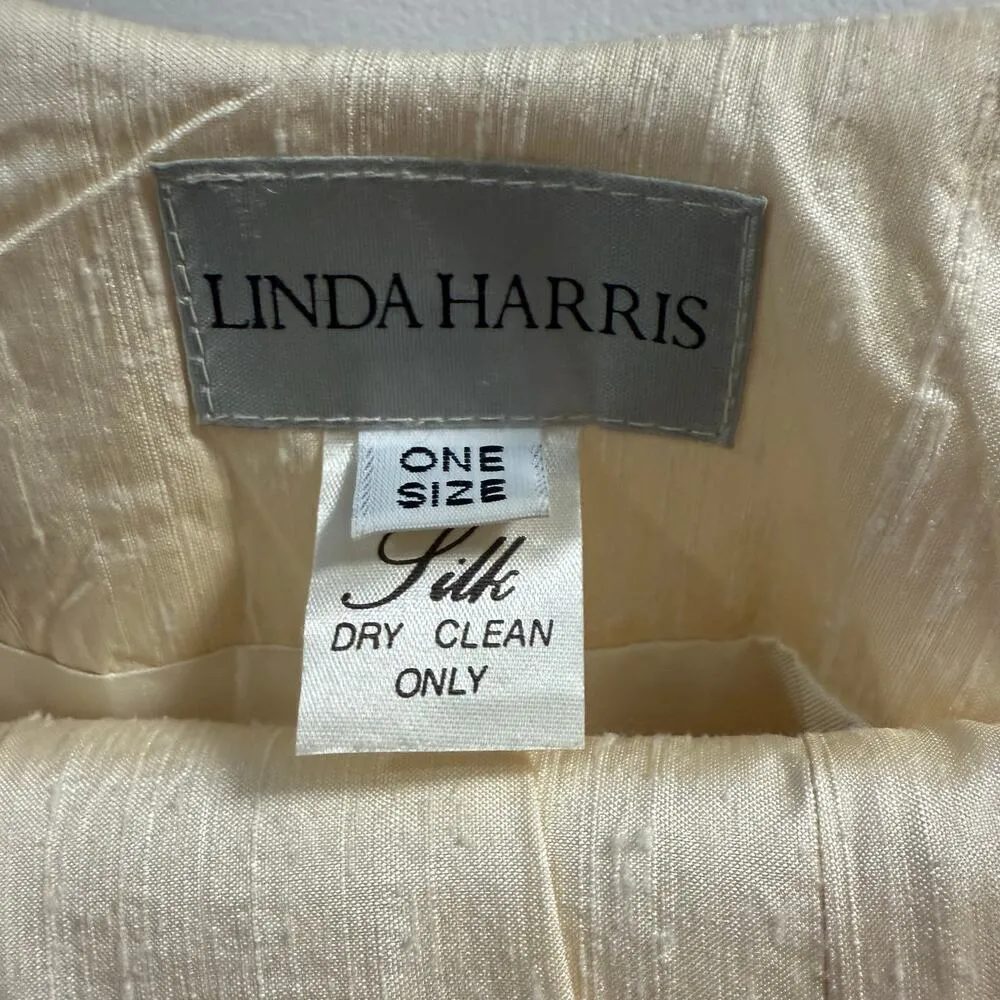 LINDA HARRIS
ONE
SIZE
Silk
DRY CLEAN
ONLY